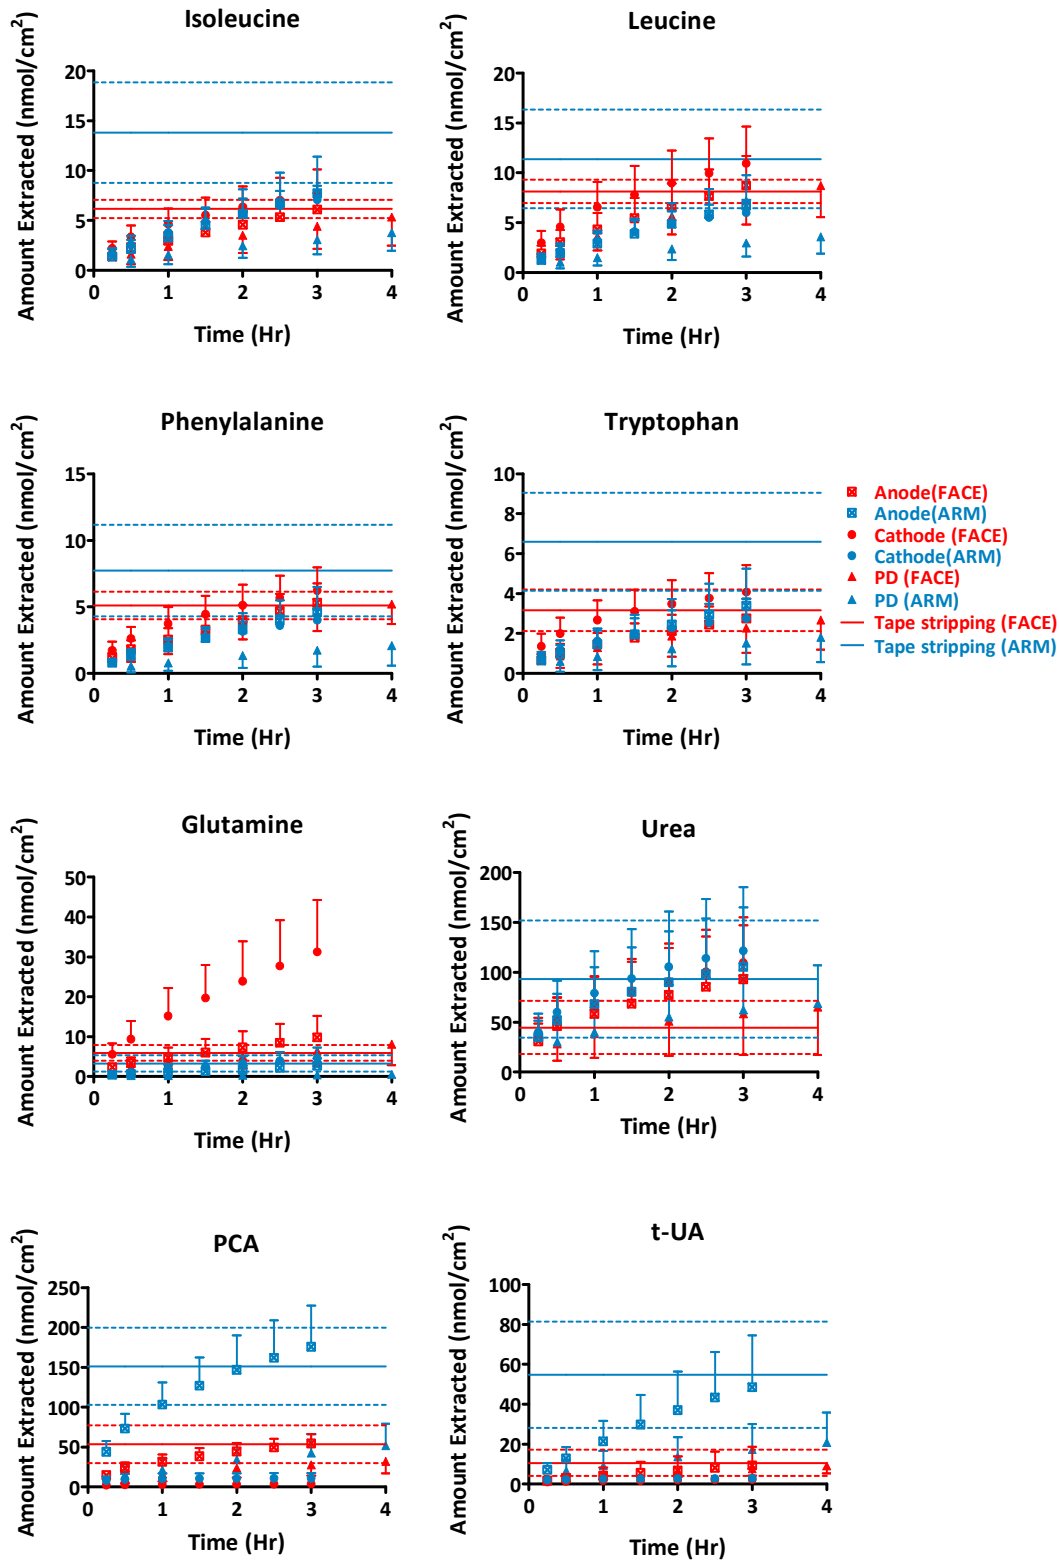 Isoleucine
Amount Extracted (nmol/cm²)
20
15
10
5
0
0 1 2 3 4
Time (Hr)
Leucine
Amount Extracted (nmol/cm²)
20
15
10
5
0
0 1 2 3 4
Time (Hr)
Phenylalanine
Amount Extracted (nmol/cm²)
15
10
5
0
0 1 2 3 4
Time (Hr)
Tryptophan
Amount Extracted (nmol/cm²)
10
8
6
4
2
0
0 1 2 3 4
Time (Hr)
Anode(FACE)
Anode(ARM)
Cathode (FACE)
Cathode(ARM)
PD (FACE)
PD (ARM)
Tape stripping (FACE)
Tape stripping (ARM)
Glutamine
Amount Extracted (nmol/cm²)
50
40
30
20
10
0
0 1 2 3 4
Time (Hr)
Urea
Amount Extracted (nmol/cm²)
200
150
100
50
0
0 1 2 3 4
Time (Hr)
PCA
Amount Extracted (nmol/cm²)
250
200
150
100
50
0
0 1 2 3 4
Time (Hr)
t-UA
Amount Extracted (nmol/cm²)
100
80
60
40
20
0
0 1 2 3 4
Time (Hr)